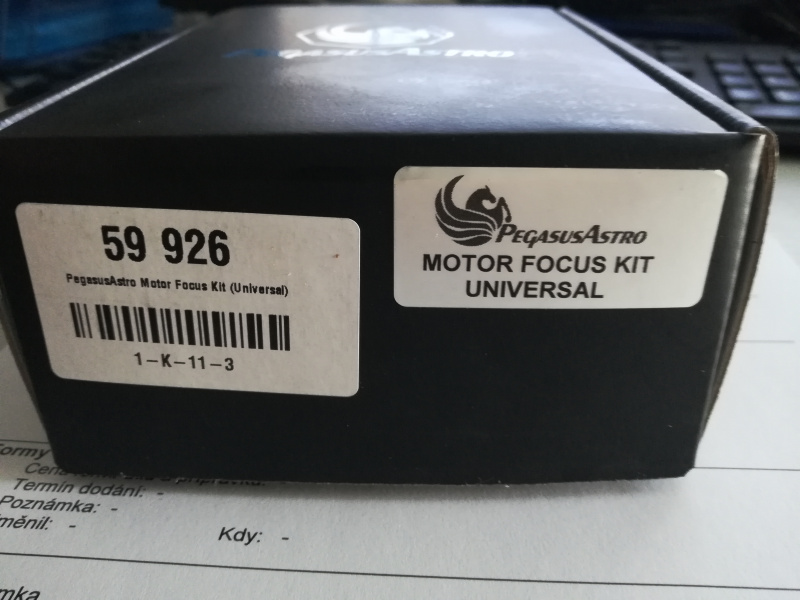 PEGASUSASTRO
59 926
PegasusAstro Motor Focus Kit (Universal)
1-K-11-3
PEGASUSASTRO
MOTOR FOCUS KIT
UNIVERSAL
Termín dodání: -
Poznámka: -
Kdy: -